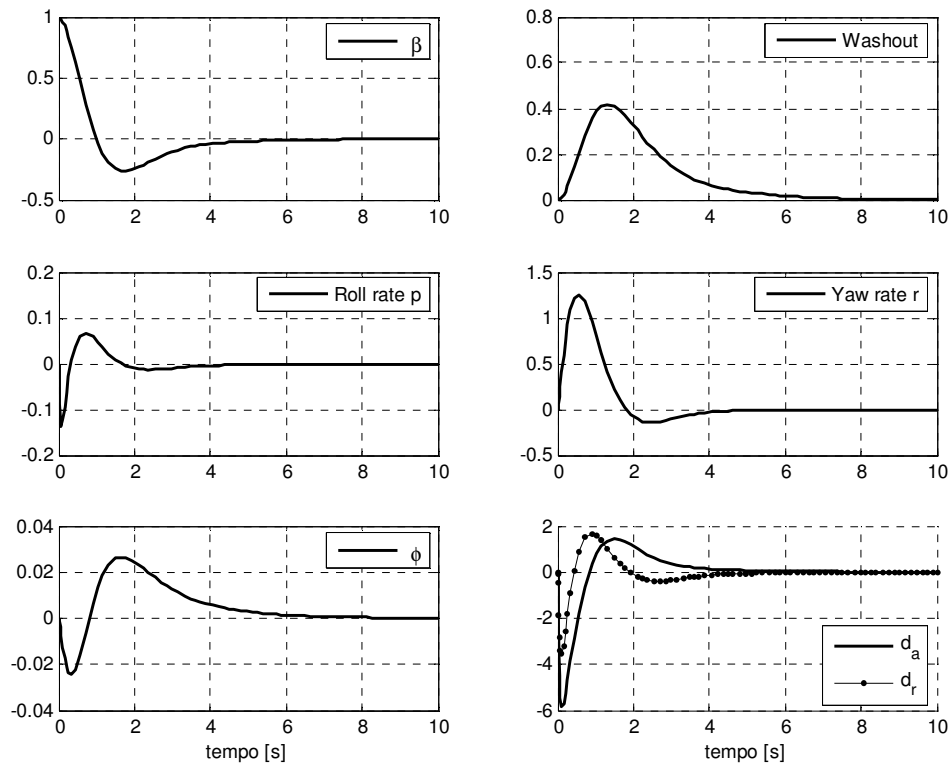 1
0.5
0
-0.5
0 2 4 6 8 10
β
0.8
0.6
0.4
0.2
0
0 2 4 6 8 10
Washout
0.2
0.1
0
-0.1
-0.2
0 2 4 6 8 10
Roll rate p
1.5
1
0.5
0
-0.5
0 2 4 6 8 10
Yaw rate r
0.04
0.02
0
-0.02
-0.04
0 2 4 6 8 10
ϕ
tempo [s]
2
0
-2
-4
-6
0 2 4 6 8 10
d_a
d_r
tempo [s]